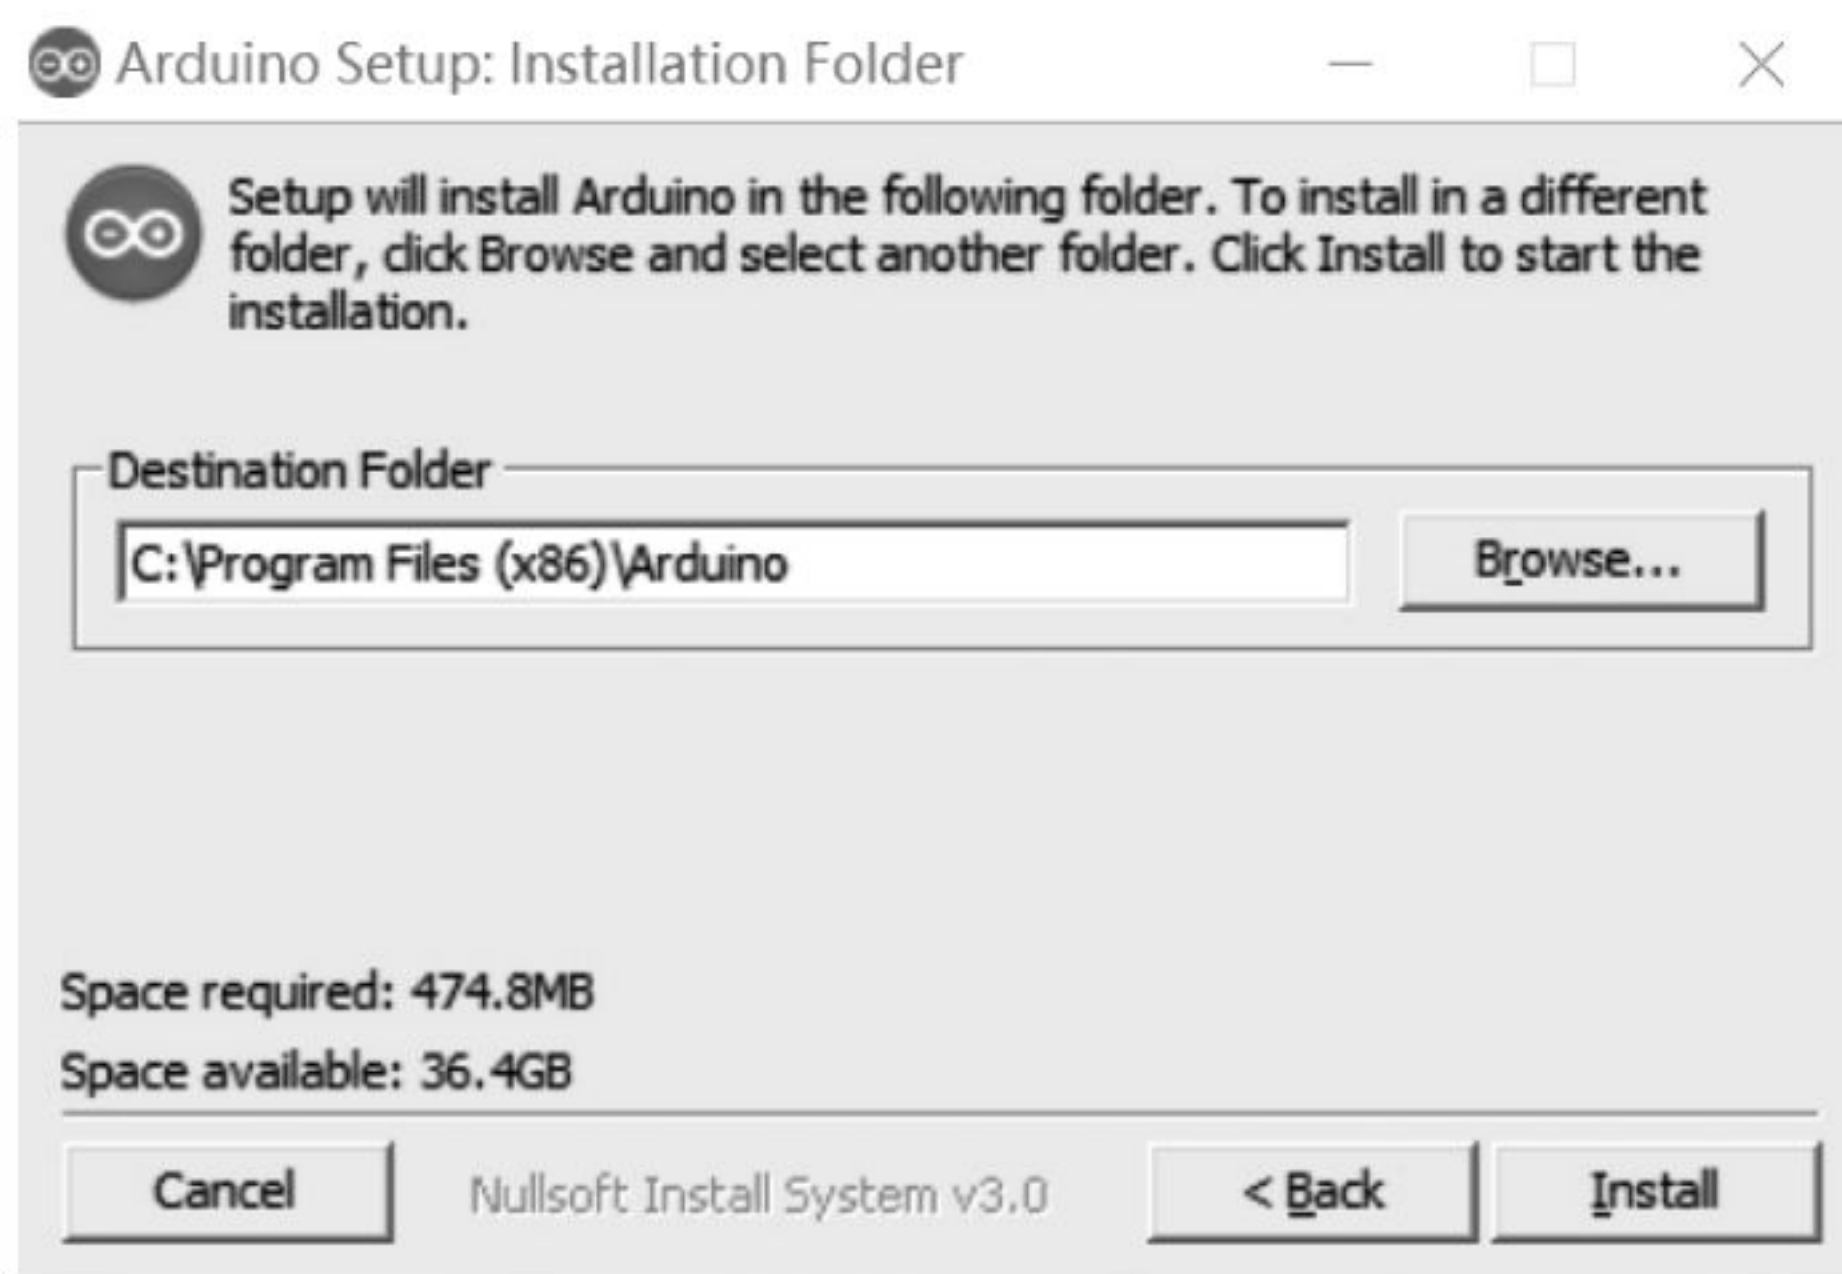 Arduino Setup: Installation Folder
Setup will install Arduino in the following folder. To install in a different
folder, click Browse and select another folder. Click Install to start the
installation.
Destination Folder
C:\Program Files (x86)\Arduino
Browse...
Space required: 474.8MB
Space available: 36.4GB
Cancel
Nullsoft Install System v3.0
< Back
Install